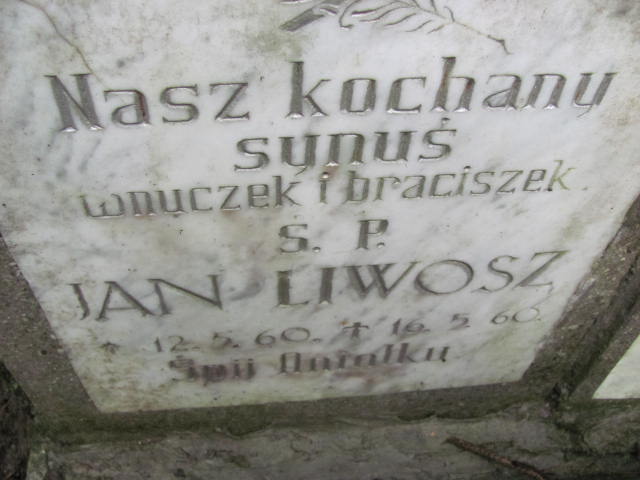 Nasz kochany
synuś
wnuczek i braciszek
S. P.
JAN LIWOSZ
* 12.5.60. † 16 5 60.
Śpij Aniołku